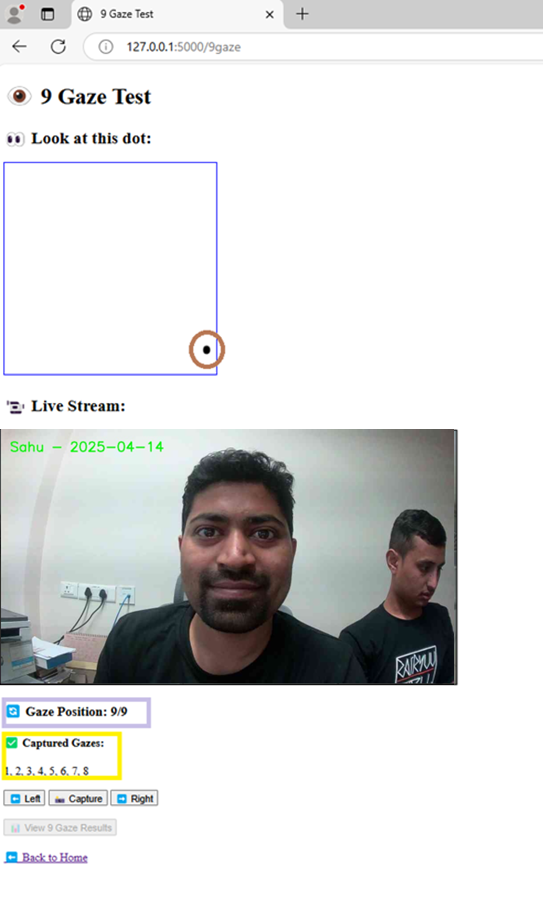 9 Gaze Test
127.0.0.1:5000/9gaze
9 Gaze Test
Look at this dot:
Live Stream:
Sahu - 2025-04-14
Gaze Position: 9/9
Captured Gazes:
1, 2, 3, 4, 5, 6, 7, 8
Left Capture Right
View 9 Gaze Results
Back to Home